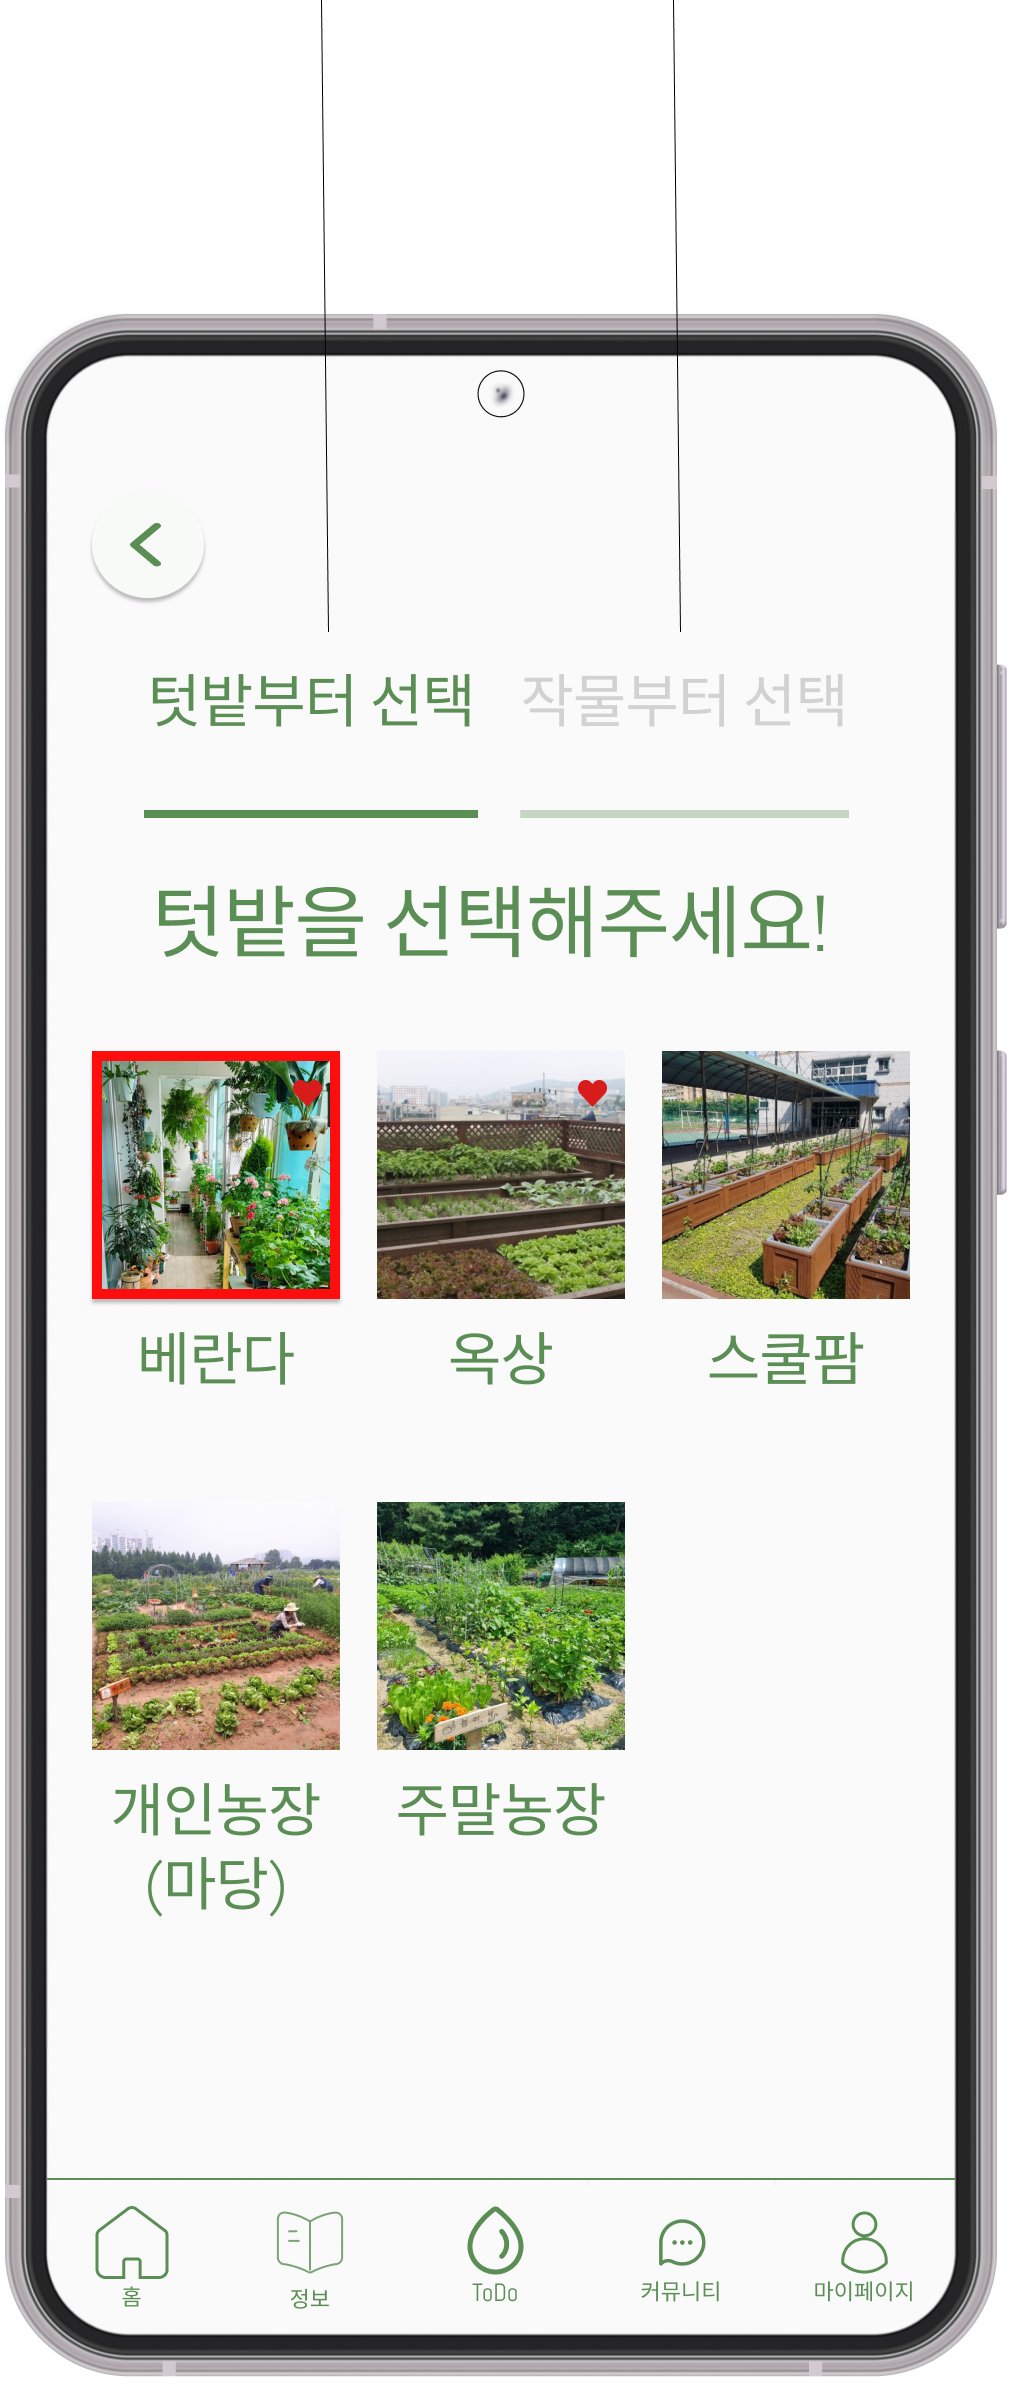 텃밭부터 선택 작물부터 선택
텃밭을 선택해주세요!
베란다 옥상 스쿨팜
개인농장 주말농장
(마당)
홈 정보 ToDo 커뮤니티 마이페이지